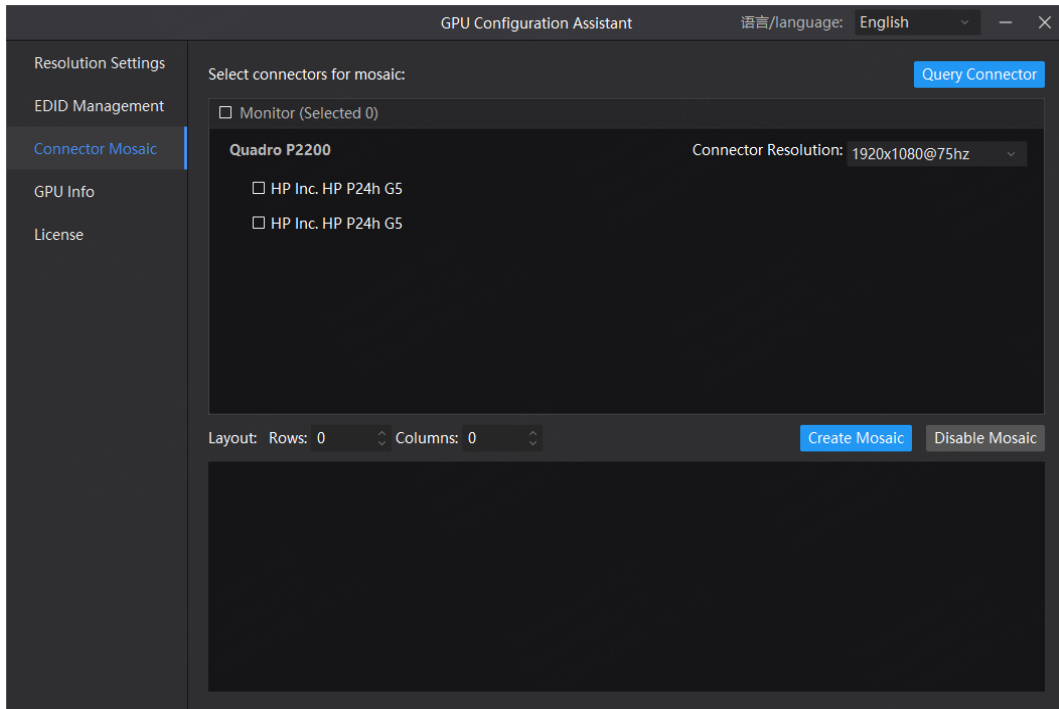 GPU Configuration Assistant 语言/language: English
Resolution Settings
EDID Management
Connector Mosaic
GPU Info
License
Select connectors for mosaic: Query Connector
Monitor (Selected 0)
Quadro P2200 Connector Resolution: 1920x1080@75hz
HP Inc. HP P24h G5
HP Inc. HP P24h G5
Layout: Rows: 0 Columns: 0 Create Mosaic Disable Mosaic